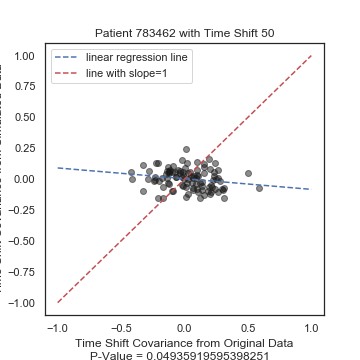 Patient 783462 with Time Shift 50
linear regression line
line with slope=1
1.00
0.75
0.50
0.25
0.00
−0.25
−0.50
−0.75
−1.00
−1.0
−0.5
0.0
0.5
1.0
Time Shift Covariance from Original Data
P-Value = 0.04935919595398251